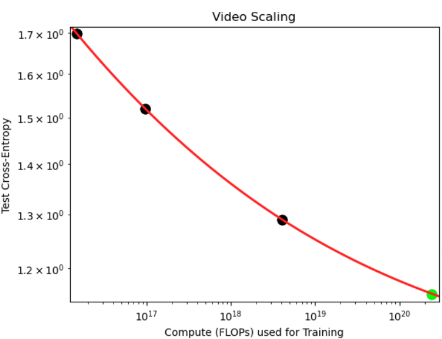 Video Scaling
1.7 × 10⁰
1.6 × 10⁰
1.5 × 10⁰
1.4 × 10⁰
1.3 × 10⁰
1.2 × 10⁰
Test Cross-Entropy
10¹⁷ 10¹⁸ 10¹⁹ 10²⁰
Compute (FLOPs) used for Training